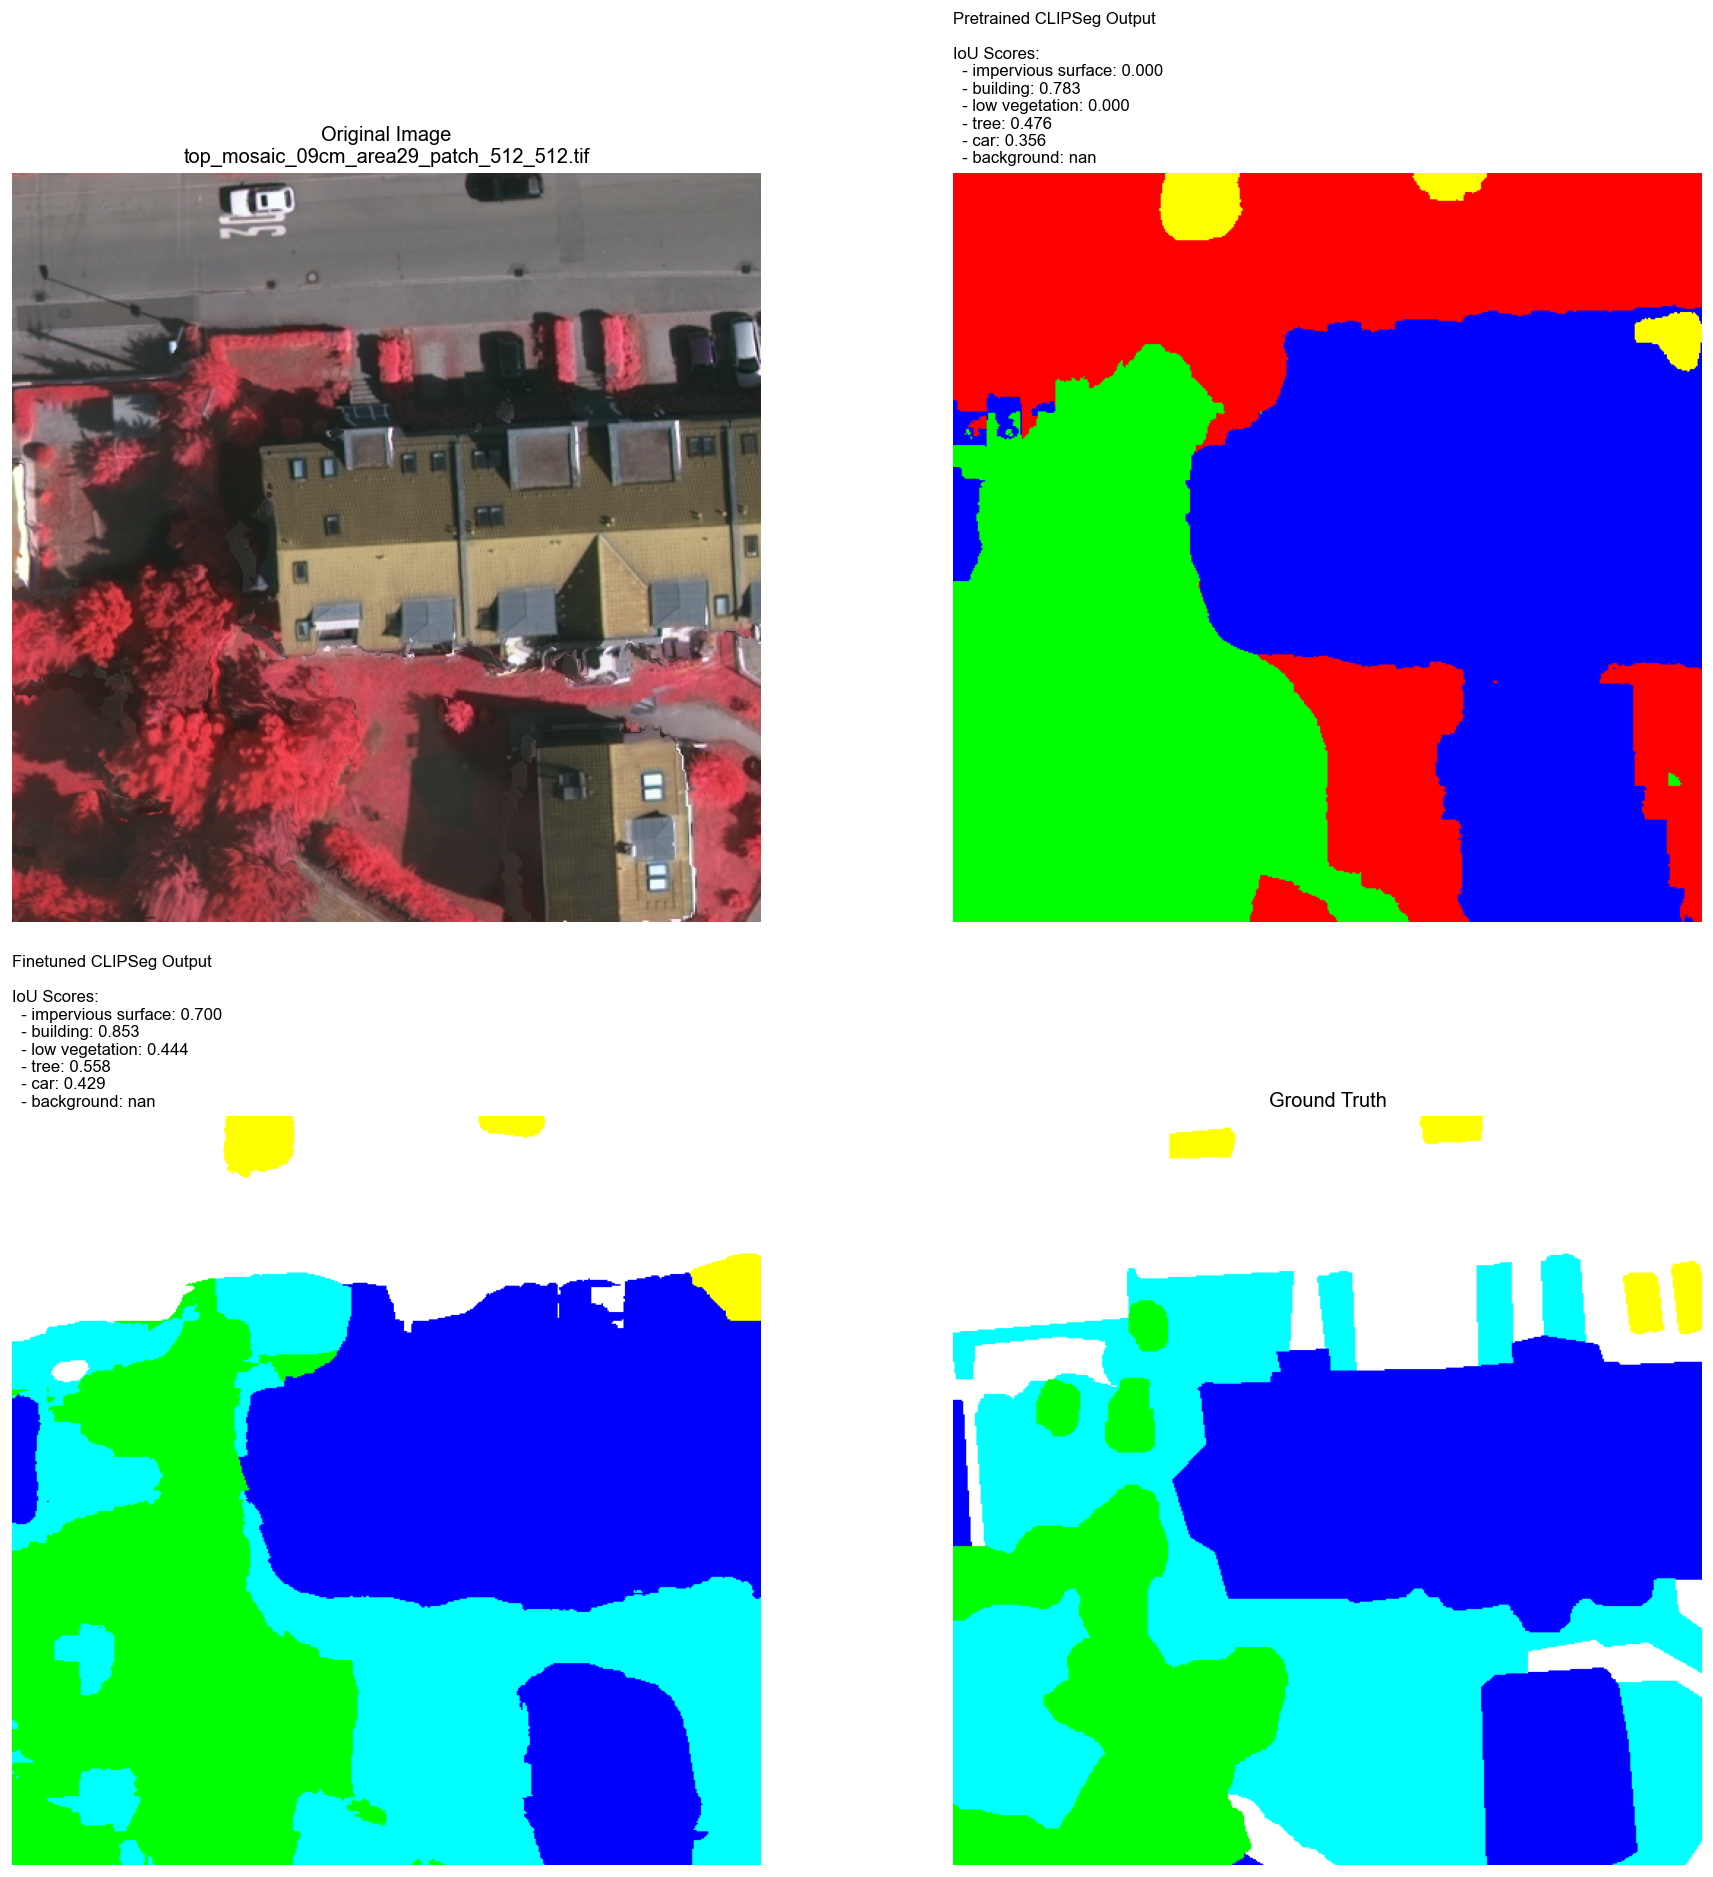 Original Image
top_mosaic_09cm_area29_patch_512_512.tif
30
Pretrained CLIPSeg Output
IoU Scores:
- impervious surface: 0.000
- building: 0.783
- low vegetation: 0.000
- tree: 0.476
- car: 0.356
- background: nan
Finetuned CLIPSeg Output
IoU Scores:
- impervious surface: 0.700
- building: 0.853
- low vegetation: 0.444
- tree: 0.558
- car: 0.429
- background: nan
Ground Truth